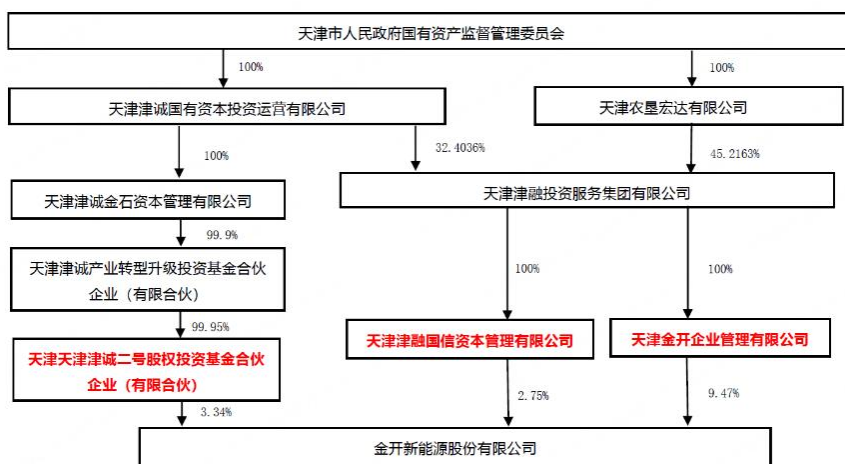 天津市人民政府国有资产监督管理委员会
100%
100%
天津津诚国有资本投资运营有限公司
天津农垦宏达有限公司
100%
32.4036%
45.2163%
天津津诚金石资本管理有限公司
天津津融投资服务集团有限公司
99.9%
天津津诚产业转型升级投资基金合伙
企业（有限合伙）
100%
100%
99.95%
天津天津津诚二号股权投资基金合伙
企业（有限合伙）
天津津融国信资本管理有限公司
天津金开企业管理有限公司
3.34%
2.75%
9.47%
金开新能源股份有限公司